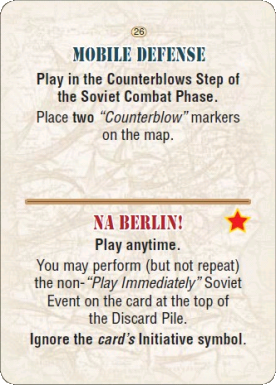 26
MOBILE DEFENSE
Play in the Counterblows Step of
the Soviet Combat Phase.
Place two “Counterblow” markers
on the map.
NA BERLIN!
Play anytime.
You may perform (but not repeat)
the non-“Play Immediately” Soviet
Event on the card at the top of
the Discard Pile.
Ignore the card’s Initiative symbol.